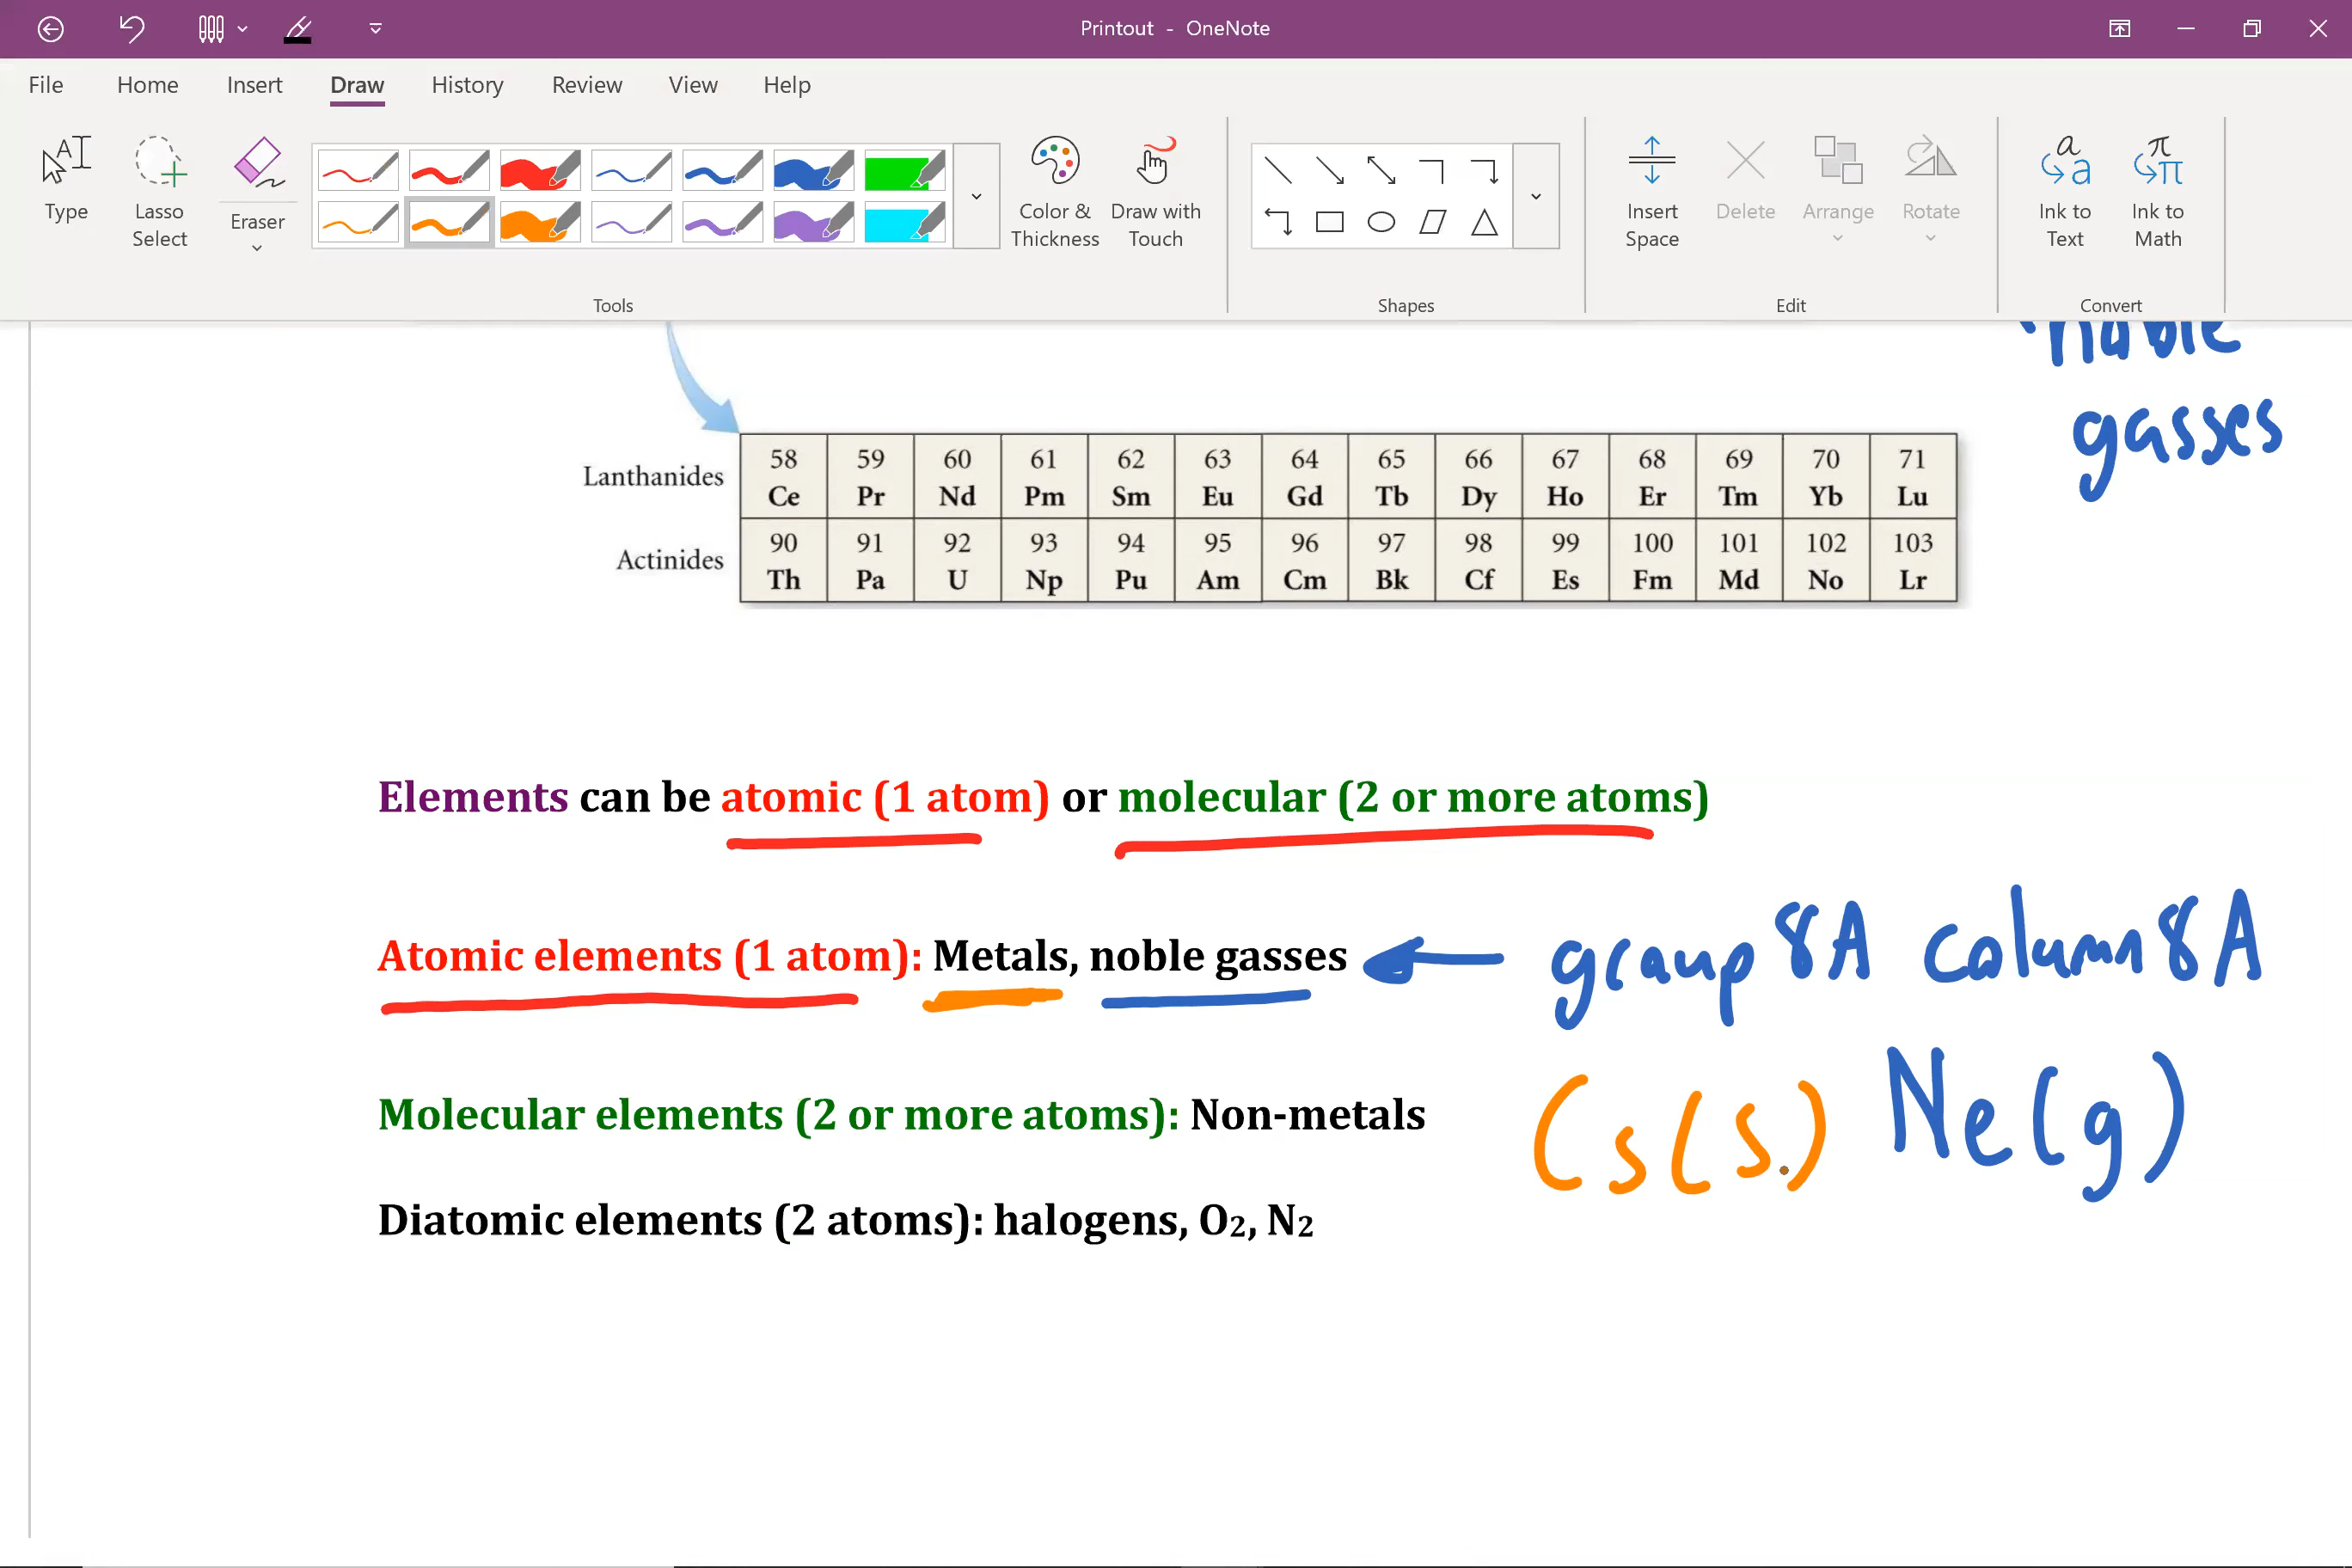 Printout - OneNote
File Home Insert Draw History Review View Help
Type Lasso Select Eraser Color & Thickness Draw with Touch Insert Space Delete Arrange Rotate Ink to Text Ink to Math
Tools Shapes Edit Convert
noble
gasses
58 59 60 61 62 63 64 65 66 67 68 69 70 71
Lanthanides Ce Pr Nd Pm Sm Eu Gd Tb Dy Ho Er Tm Yb Lu
90 91 92 93 94 95 96 97 98 99 100 101 102 103
Actinides Th Pa U Np Pu Am Cm Bk Cf Es Fm Md No Lr
Elements can be atomic (1 atom) or molecular (2 or more atoms)
Atomic elements (1 atom): Metals, noble gasses ← group 8A column 8A
Cs(s) Ne(g)
Molecular elements (2 or more atoms): Non-metals
Diatomic elements (2 atoms): halogens, O₂, N₂